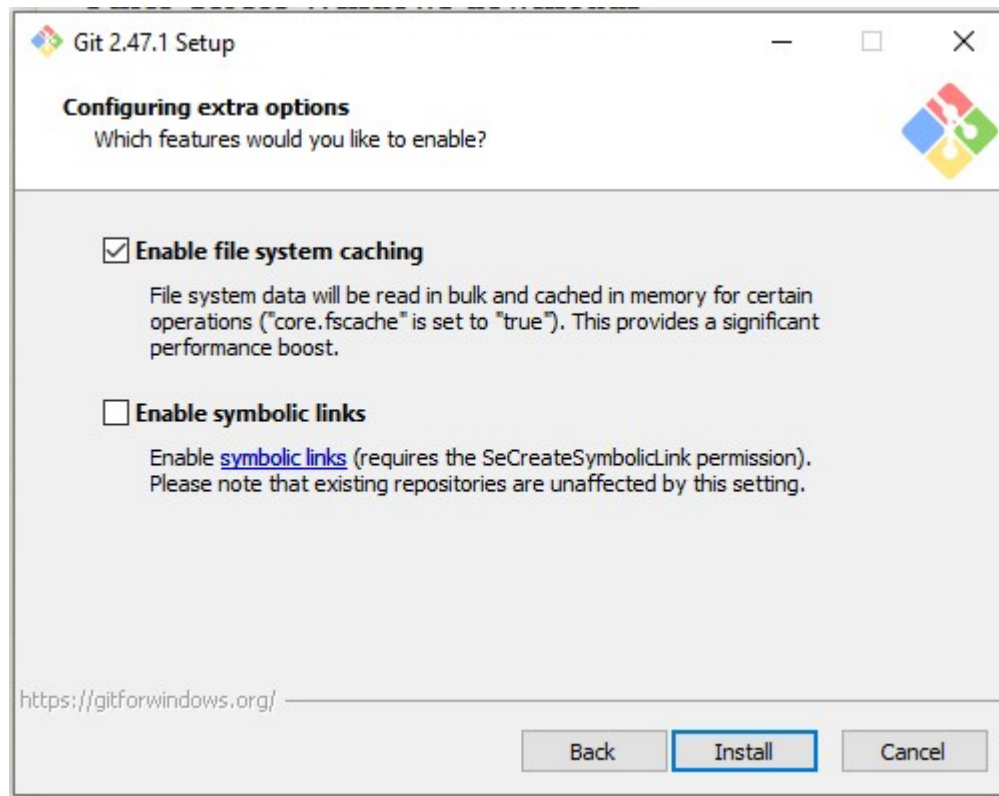 Git 2.47.1 Setup
Configuring extra options
Which features would you like to enable?
Enable file system caching
File system data will be read in bulk and cached in memory for certain
operations ("core.fscache" is set to "true"). This provides a significant
performance boost.
Enable symbolic links
Enable symbolic links (requires the SeCreateSymbolicLink permission).
Please note that existing repositories are unaffected by this setting.
https://gitforwindows.org/
Back Install Cancel